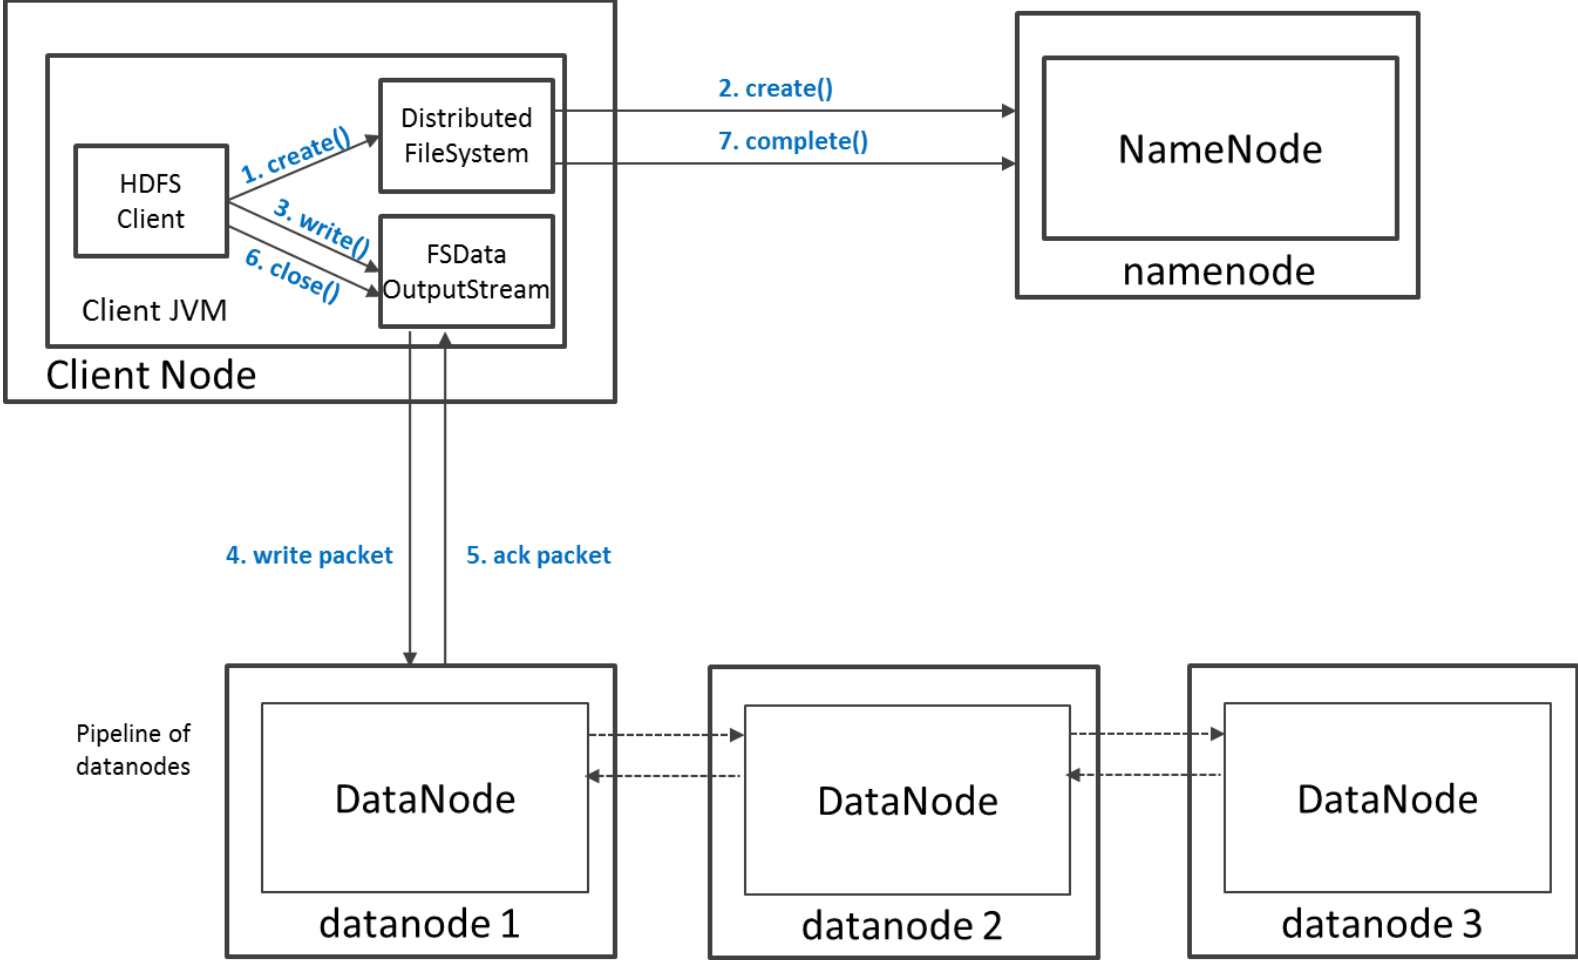 2. create()
Distributed
FileSystem
1. create()
7. complete()
NameNode
HDFS
Client
3. write()
FSData
OutputStream
6. close()
namenode
Client JVM
Client Node
4. write packet
5. ack packet
Pipeline of
datanodes
DataNode
DataNode
DataNode
datanode 1
datanode 2
datanode 3